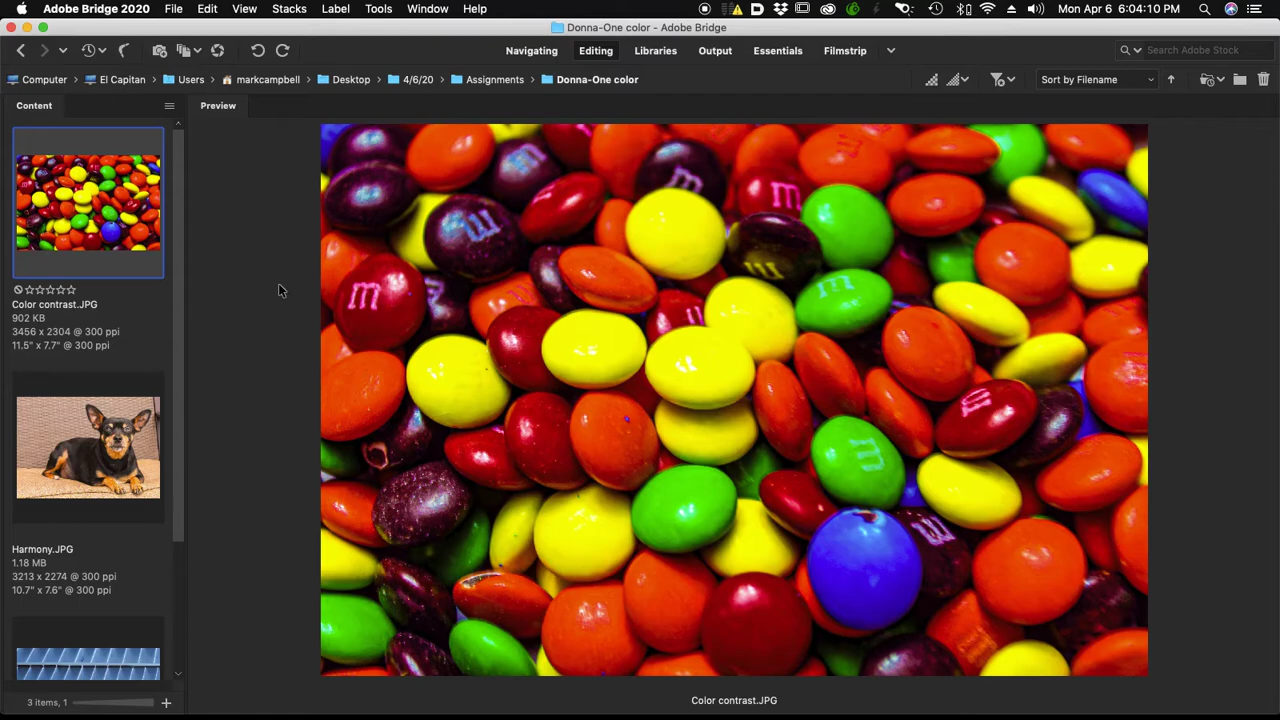 Adobe Bridge 2020 File Edit View Stacks Label Tools Window Help Mon Apr 6 6:04:10 PM
Donna-One color - Adobe Bridge
Navigating Editing Libraries Output Essentials Filmstrip Search Adobe Stock
Computer El Capitan Users markcampbell Desktop 4/6/20 Assignments Donna-One color Sort by Filename
Content Preview
Color contrast.JPG
902 KB
3456 x 2304 @ 300 ppi
11.5" x 7.7" @ 300 ppi
Harmony.JPG
1.18 MB
3213 x 2274 @ 300 ppi
10.7" x 7.6" @ 300 ppi
3 items, 1
Color contrast.JPG
m
m
m
m
m
m
m